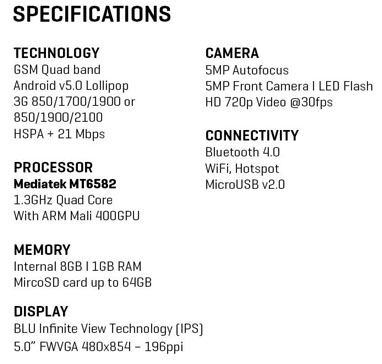 SPECIFICATIONS
TECHNOLOGY
GSM Quad band
Android v5.0 Lollipop
3G 850/1700/1900 or
850/1900/2100
HSPA + 21 Mbps
PROCESSOR
Mediatek MT6582
1.3GHz Quad Core
With ARM Mali 400GPU
MEMORY
Internal 8GB | 1GB RAM
MircoSD card up to 64GB
DISPLAY
BLU Infinite View Technology (IPS)
5.0” FWVGA 480x854 – 196ppi
CAMERA
5MP Autofocus
5MP Front Camera | LED Flash
HD 720p Video @30fps
CONNECTIVITY
Bluetooth 4.0
WiFi, Hotspot
MicroUSB v2.0